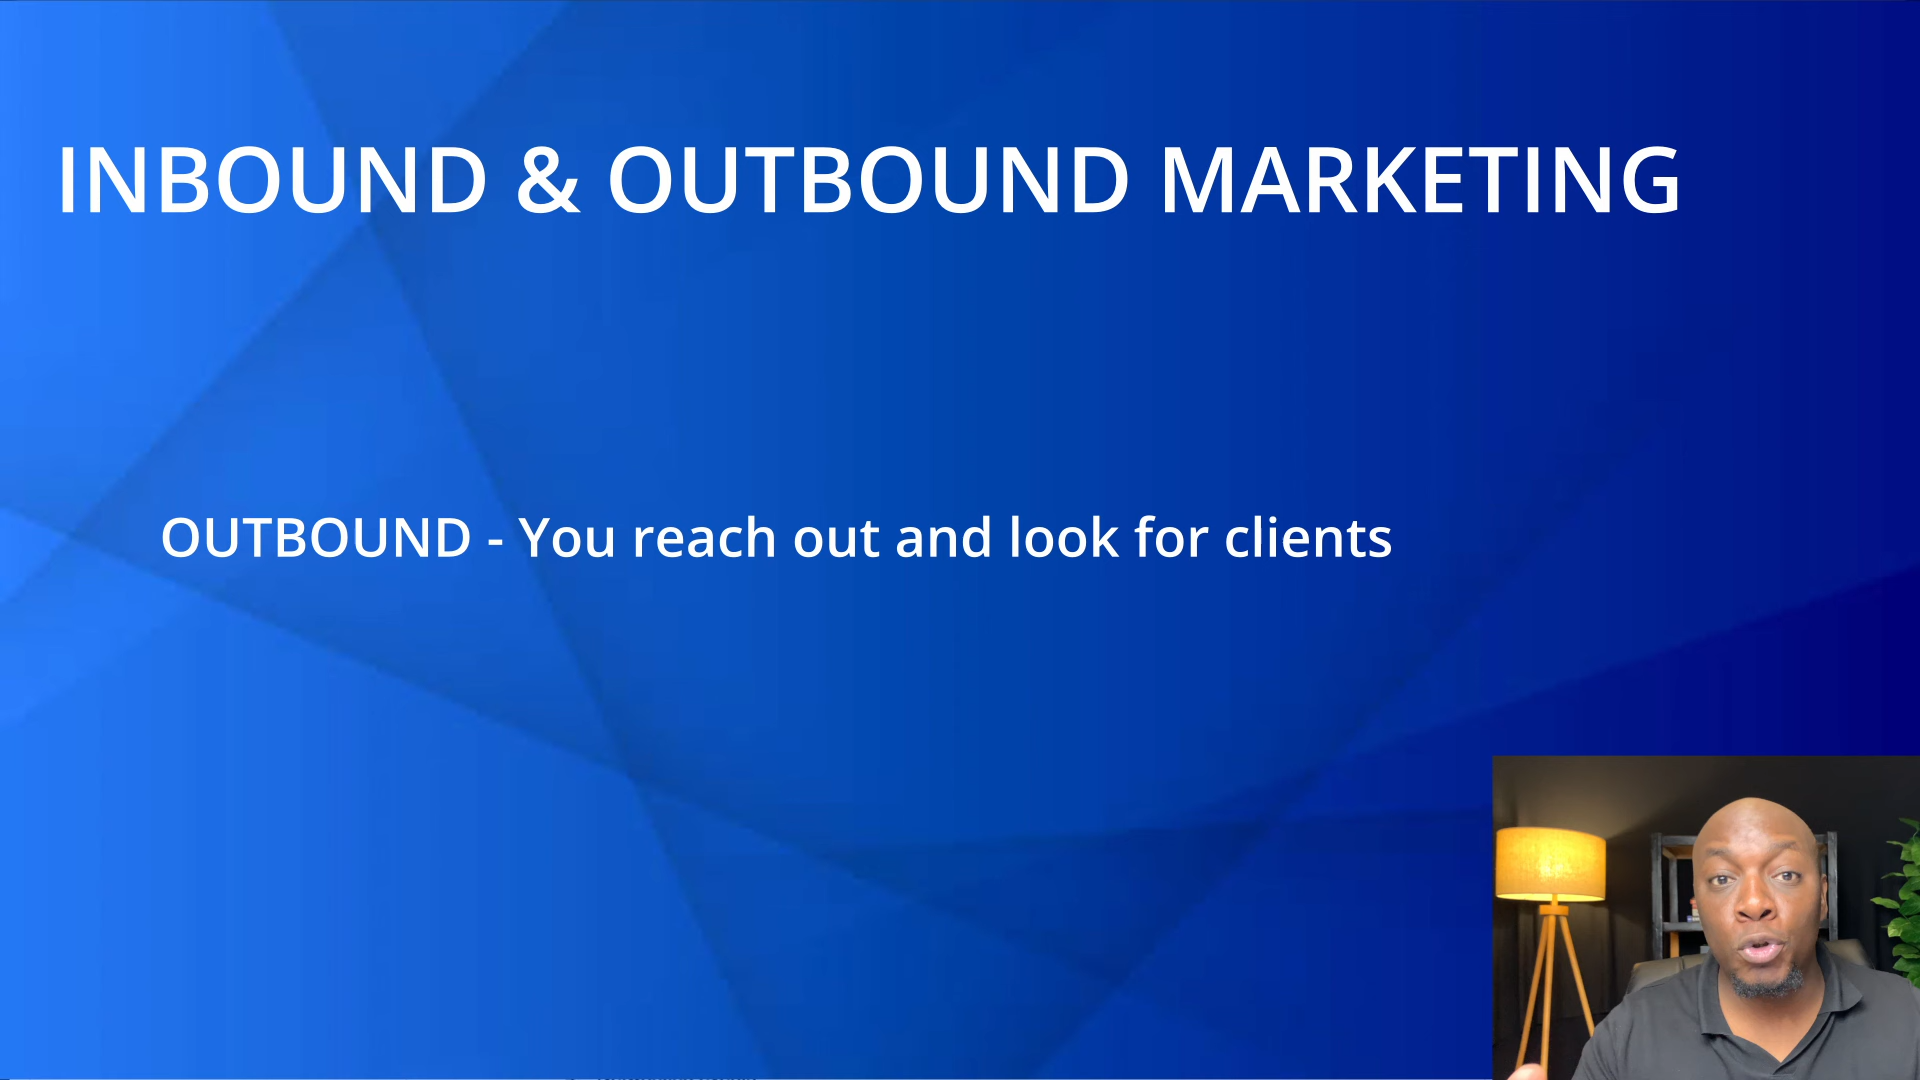 INBOUND & OUTBOUND MARKETING
OUTBOUND - You reach out and look for clients